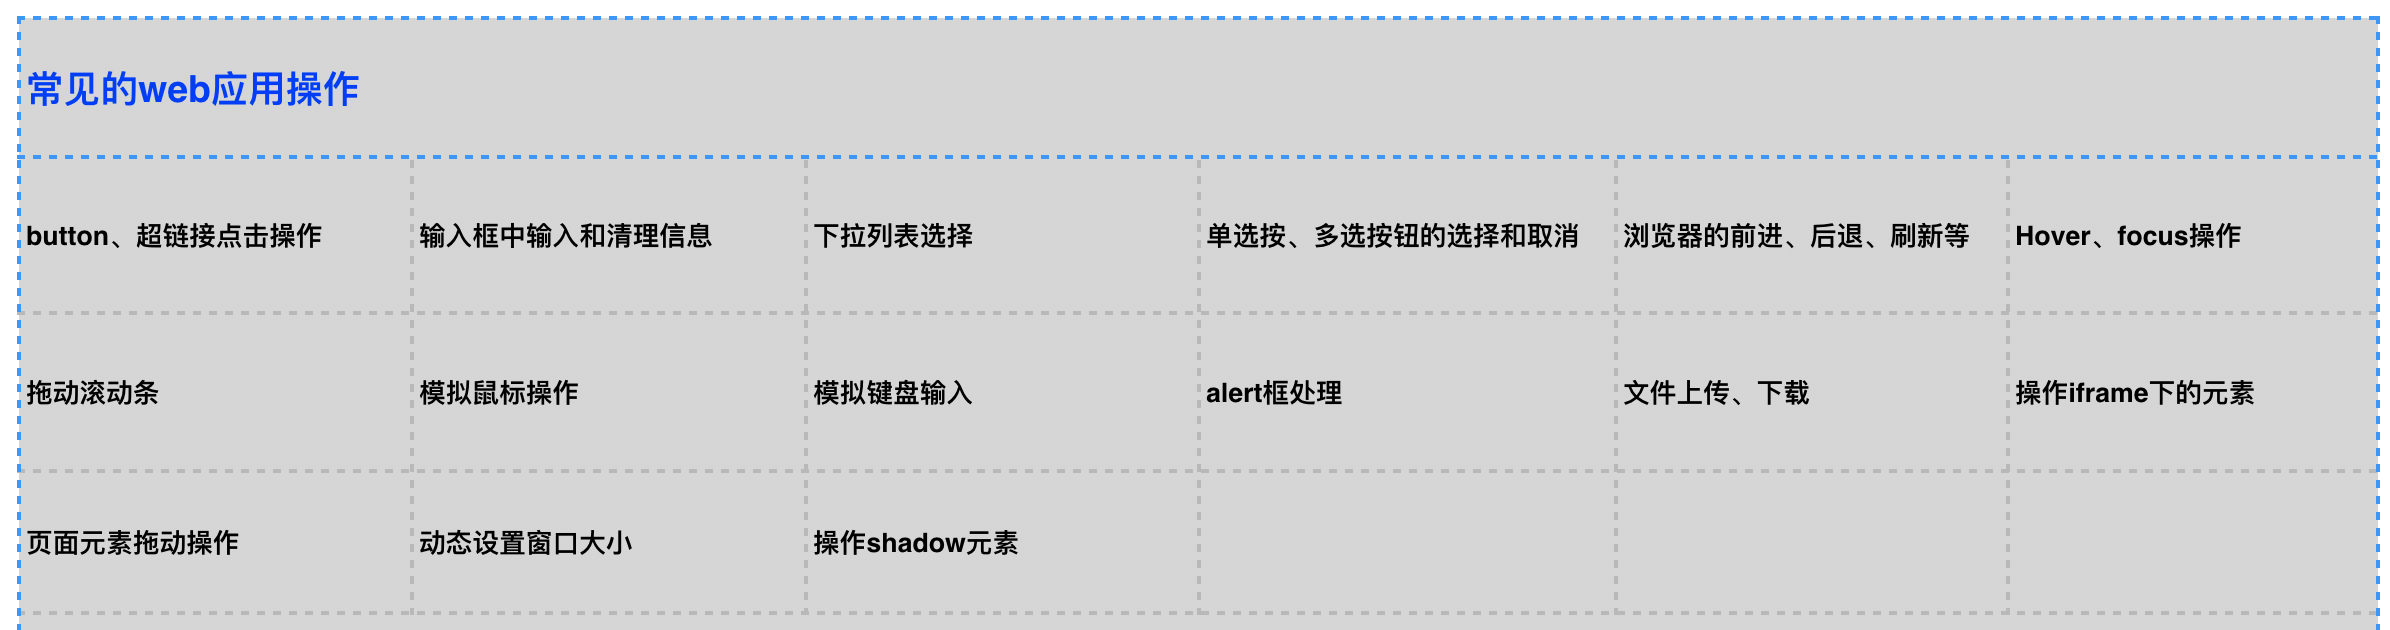 常见的web应用操作
button、超链接点击操作
输入框中输入和清理信息
下拉列表选择
单选按、多选按钮的选择和取消
浏览器的前进、后退、刷新等
Hover、focus操作
拖动滚动条
模拟鼠标操作
模拟键盘输入
alert框处理
文件上传、下载
操作iframe下的元素
页面元素拖动操作
动态设置窗口大小
操作shadow元素